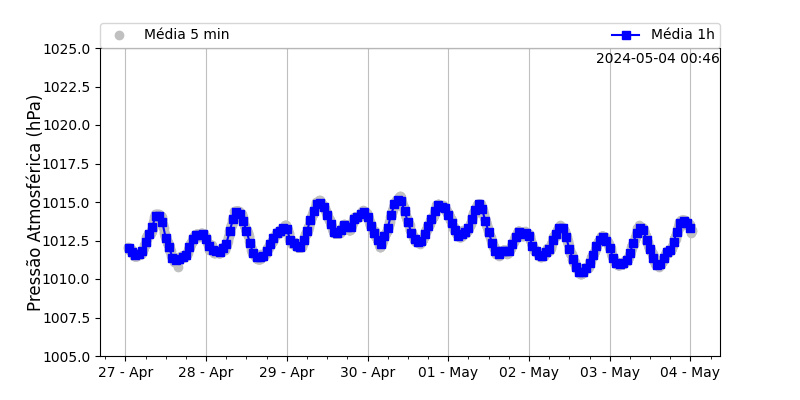 Média 5 min
Média 1h
2024-05-04 00:46
Pressão Atmosférica (hPa)
1025.0
1022.5
1020.0
1017.5
1015.0
1012.5
1010.0
1007.5
1005.0
27 - Apr
28 - Apr
29 - Apr
30 - Apr
01 - May
02 - May
03 - May
04 - May